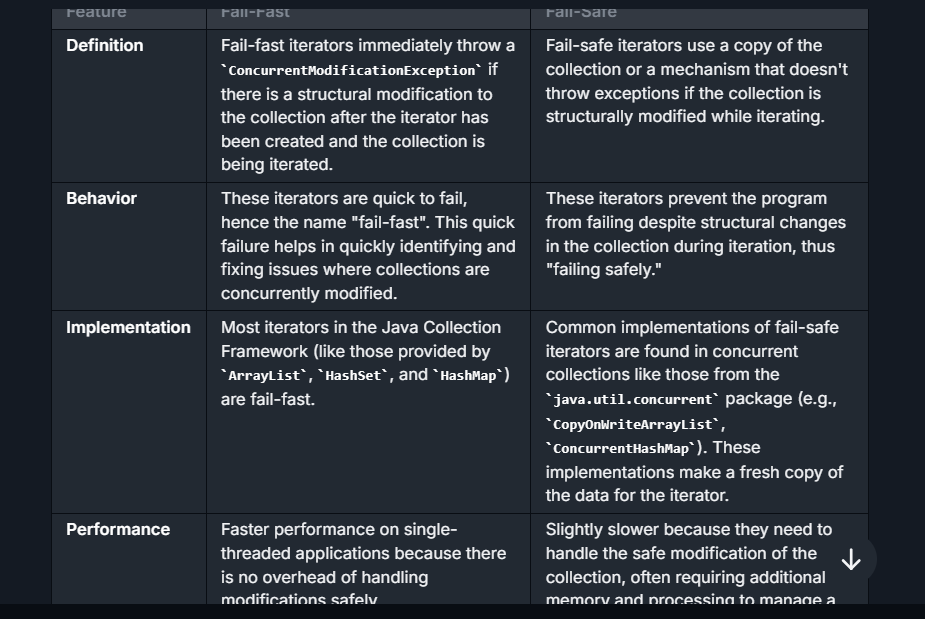 Feature
Fail-Fast
Fail-Safe
Definition
Fail-fast iterators immediately throw a
`ConcurrentModificationException` if
there is a structural modification to
the collection after the iterator has
been created and the collection is
being iterated.
Fail-safe iterators use a copy of the
collection or a mechanism that doesn't
throw exceptions if the collection is
structurally modified while iterating.
Behavior
These iterators are quick to fail,
hence the name "fail-fast". This quick
failure helps in quickly identifying and
fixing issues where collections are
concurrently modified.
These iterators prevent the program
from failing despite structural changes
in the collection during iteration, thus
"failing safely."
Implementation
Most iterators in the Java Collection
Framework (like those provided by
`ArrayList`, `HashSet`, and `HashMap`)
are fail-fast.
Common implementations of fail-safe
iterators are found in concurrent
collections like those from the
`java.util.concurrent` package (e.g.,
`CopyOnWriteArrayList`,
`ConcurrentHashMap`). These
implementations make a fresh copy of
the data for the iterator.
Performance
Faster performance on single-
threaded applications because there
is no overhead of handling
modifications safely
Slightly slower because they need to
handle the safe modification of the
collection, often requiring additional
memory and processing to manage a